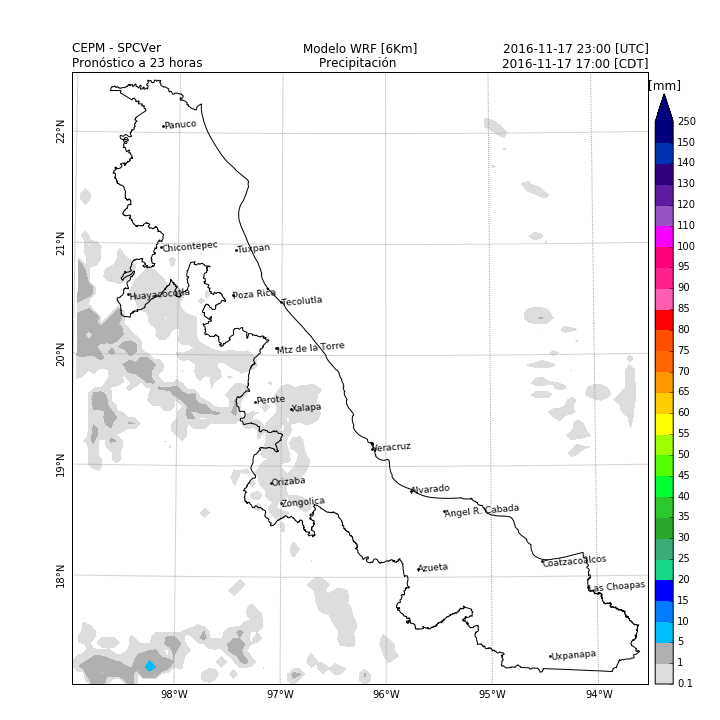 CEPM - SPCVer
Modelo WRF [6Km]
2016-11-17 23:00 [UTC]
Pronóstico a 23 horas
Precipitación
2016-11-17 17:00 [CDT]
[mm]
250
150
140
130
120
110
100
95
90
85
80
75
70
65
60
55
50
45
40
35
30
25
20
15
10
5
1
0.1
22°N
21°N
20°N
19°N
18°N
98°W
97°W
96°W
95°W
94°W
Panuco
Chicontepec
Tuxpan
Huayacocotla
Poza Rica
Tecolutla
Mtz de la Torre
Perote
Xalapa
Veracruz
Orizaba
Alvarado
Zongolica
Angel R. Cabada
Azueta
Coatzacoalcos
Las Choapas
Uxpanapa